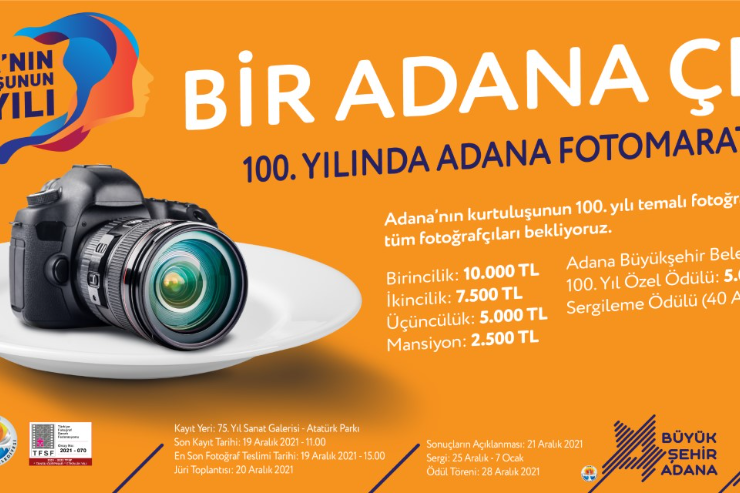 'NIN
ŞUNUN
YILI
BİR ADANA Ç
100. YILINDA ADANA FOTOMARAT
Adana'nın kurtuluşunun 100. yılı temalı fotoğra
tüm fotoğrafçıları bekliyoruz.
Birincilik: 10.000 TL
İkincilik: 7.500 TL
Üçüncülük: 5.000 TL
Mansiyon: 2.500 TL
Adana Büyükşehir Bele
100. Yıl Özel Ödülü: 5.0
Sergileme Ödülü (40 A
TFSF
2021 - 070
Kayıt Yeri: 75. Yıl Sanat Galerisi - Atatürk Parkı
Son Kayıt Tarihi: 19 Aralık 2021 - 11.00
En Son Fotoğraf Teslimi Tarihi: 19 Aralık 2021 - 15.00
Jüri Toplantısı: 20 Aralık 2021
Sonuçların Açıklanması: 21 Aralık 2021
Sergi: 25 Aralık - 7 Ocak
Ödül Töreni: 28 Aralık 2021
BÜYÜK
ŞEHİR
ADANA